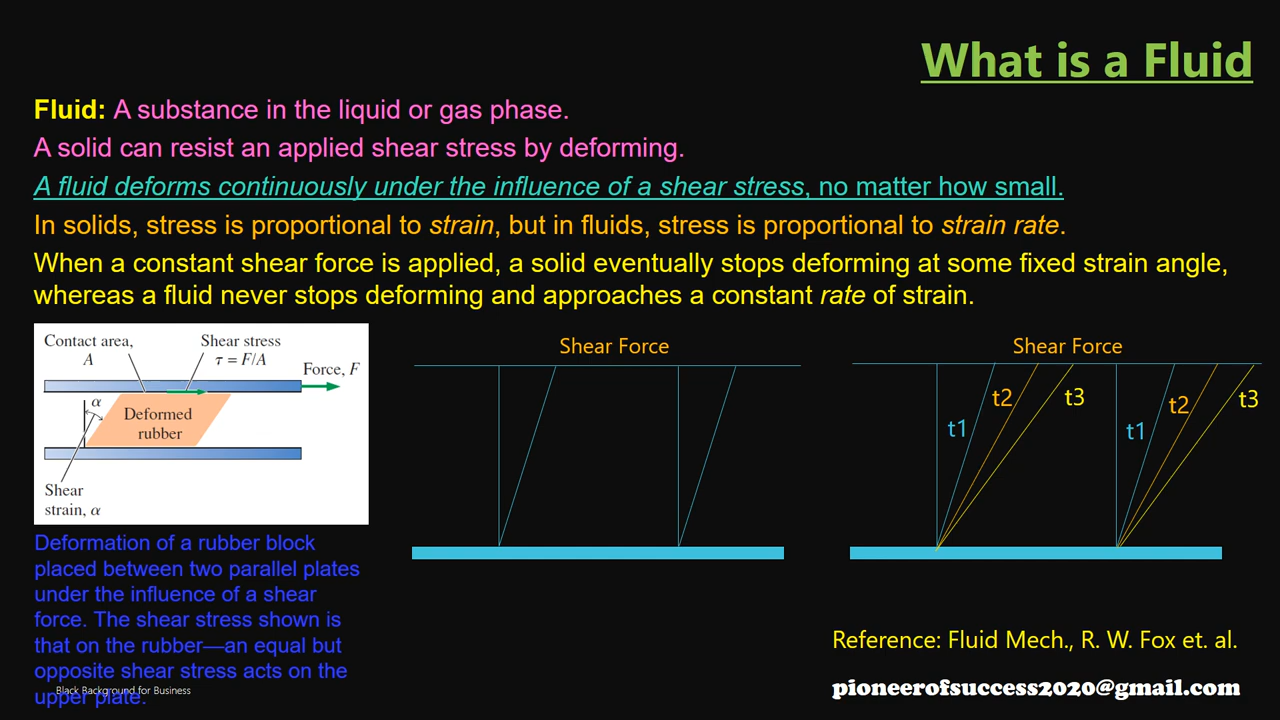 What is a Fluid
Fluid: A substance in the liquid or gas phase.
A solid can resist an applied shear stress by deforming.
A fluid deforms continuously under the influence of a shear stress, no matter how small.
In solids, stress is proportional to strain, but in fluids, stress is proportional to strain rate.
When a constant shear force is applied, a solid eventually stops deforming at some fixed strain angle,
whereas a fluid never stops deforming and approaches a constant rate of strain.
Contact area,
A
Shear stress
τ = F/A
Force, F
α
Deformed
rubber
Shear
strain, α
Deformation of a rubber block
placed between two parallel plates
under the influence of a shear
force. The shear stress shown is
that on the rubber—an equal but
opposite shear stress acts on the
upper plate.
Black Background for Business
Shear Force
Shear Force
t1
t2
t3
t1
t2
t3
Reference: Fluid Mech., R. W. Fox et. al.
pioneerofsuccess2020@gmail.com